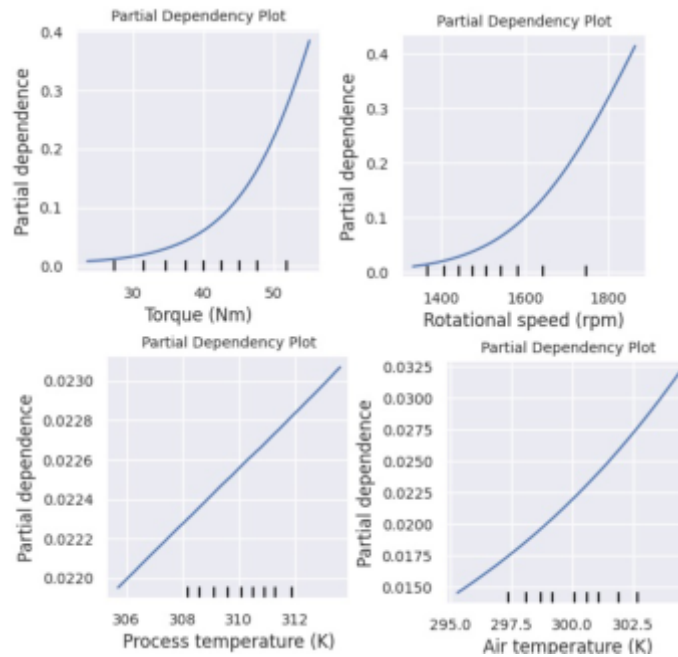 Partial Dependency Plot
Partial dependence
0.4
0.3
0.2
0.1
0.0
30 40 50
Torque (Nm)
Partial Dependency Plot
Partial dependence
0.4
0.3
0.2
0.1
0.0
1400 1600 1800
Rotational speed (rpm)
Partial Dependency Plot
Partial dependence
0.0230
0.0228
0.0226
0.0224
0.0222
0.0220
306 308 310 312
Process temperature (K)
Partial Dependency Plot
Partial dependence
0.0325
0.0300
0.0275
0.0250
0.0225
0.0200
0.0175
0.0150
295.0 297.5 300.0 302.5
Air temperature (K)